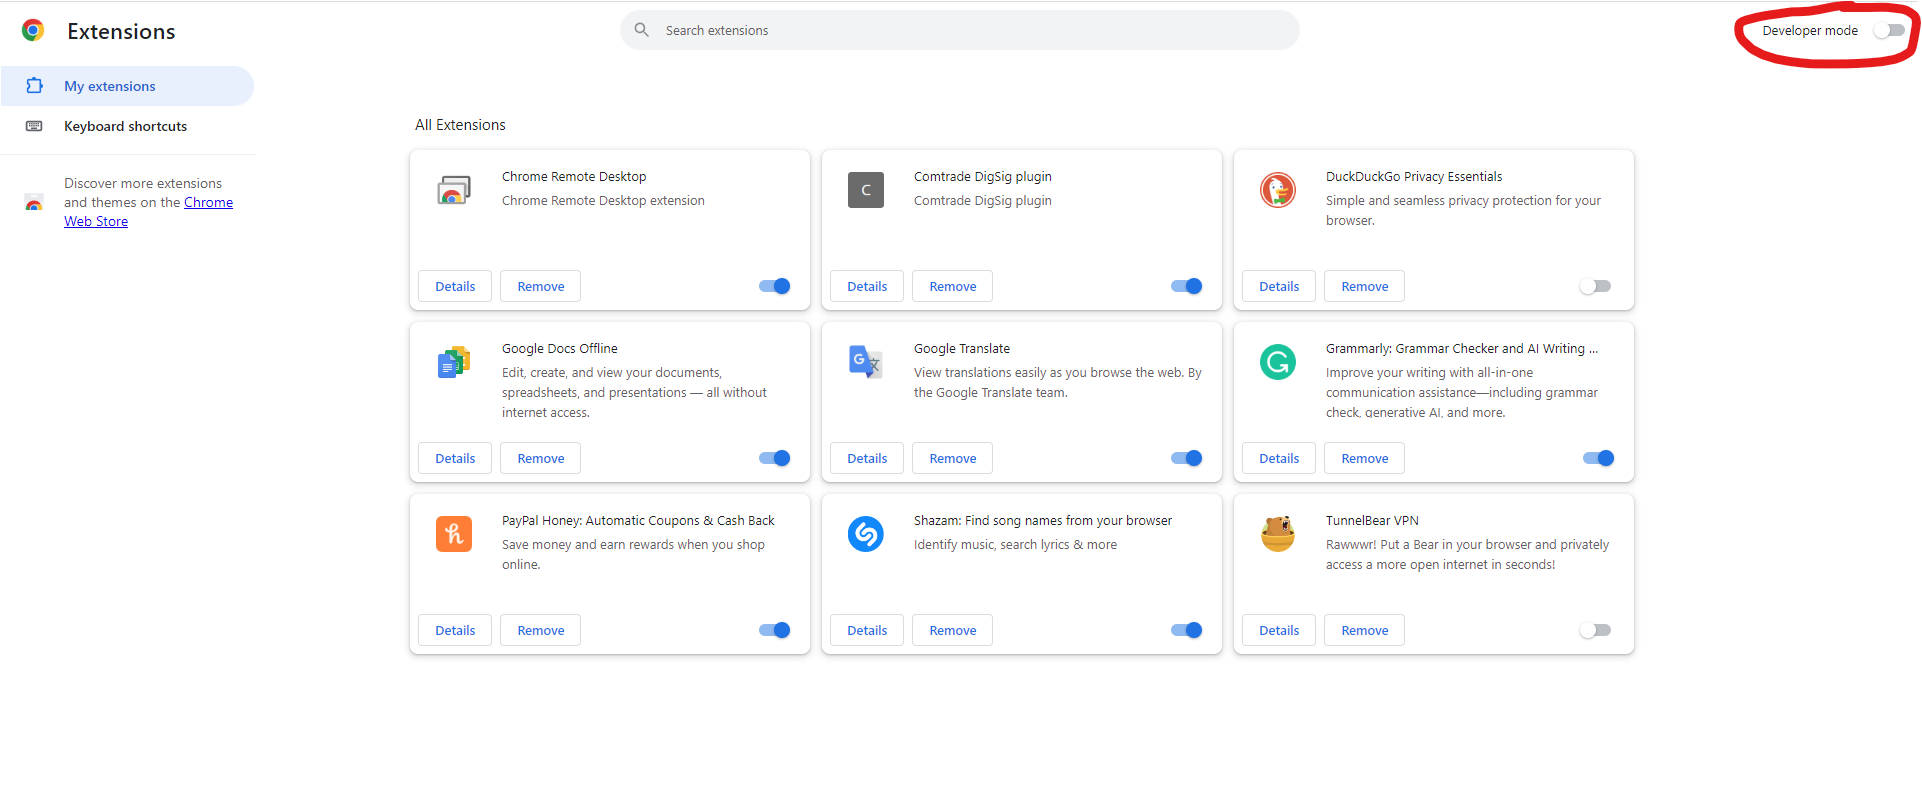 Extensions
Search extensions
Developer mode
My extensions
Keyboard shortcuts
Discover more extensions
and themes on the Chrome
Web Store
All Extensions
Chrome Remote Desktop
Chrome Remote Desktop extension
Details
Remove
C
Comtrade DigSig plugin
Comtrade DigSig plugin
Details
Remove
DuckDuckGo Privacy Essentials
Simple and seamless privacy protection for your
browser.
Details
Remove
Google Docs Offline
Edit, create, and view your documents,
spreadsheets, and presentations — all without
internet access.
Details
Remove
G
文
Google Translate
View translations easily as you browse the web. By
the Google Translate team.
Details
Remove
G
Grammarly: Grammar Checker and AI Writing ...
Improve your writing with all-in-one
communication assistance—including grammar
check, generative AI, and more.
Details
Remove
h
PayPal Honey: Automatic Coupons & Cash Back
Save money and earn rewards when you shop
online.
Details
Remove
Shazam: Find song names from your browser
Identify music, search lyrics & more
Details
Remove
TunnelBear VPN
Rawwwr! Put a Bear in your browser and privately
access a more open internet in seconds!
Details
Remove